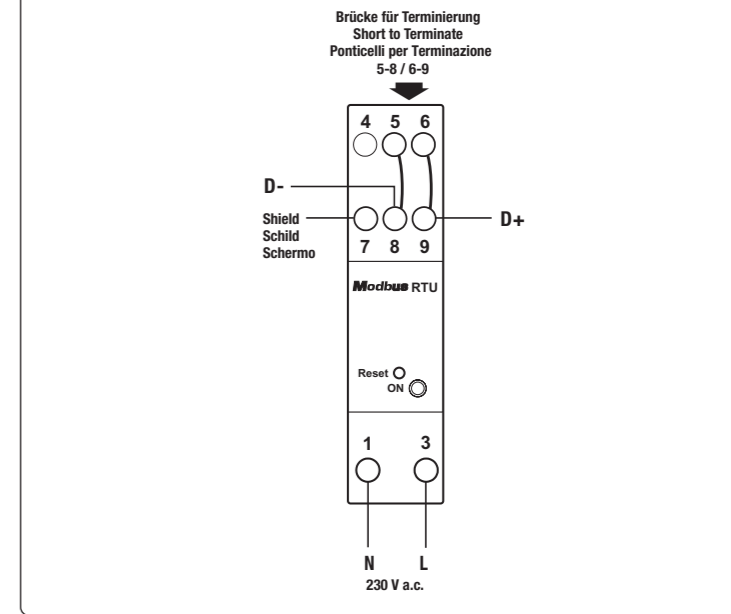 Brücke für Terminierung
Short to Terminate
Ponticelli per Terminazione
5-8 / 6-9
4 5 6
D-
Shield
Schild
Schermo
D+
7 8 9
Modbus RTU
Reset
ON
1 3
N L
230 V a.c.